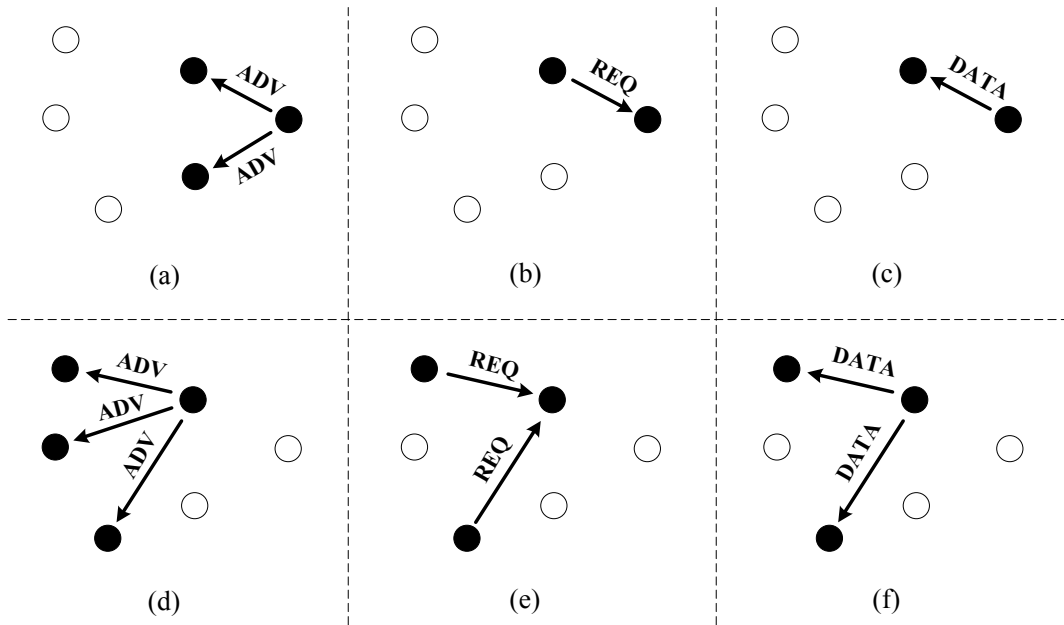 ADV
ADV
(a)
REQ
(b)
DATA
(c)
ADV
ADV
ADV
(d)
REQ
REQ
(e)
DATA
DATA
(f)